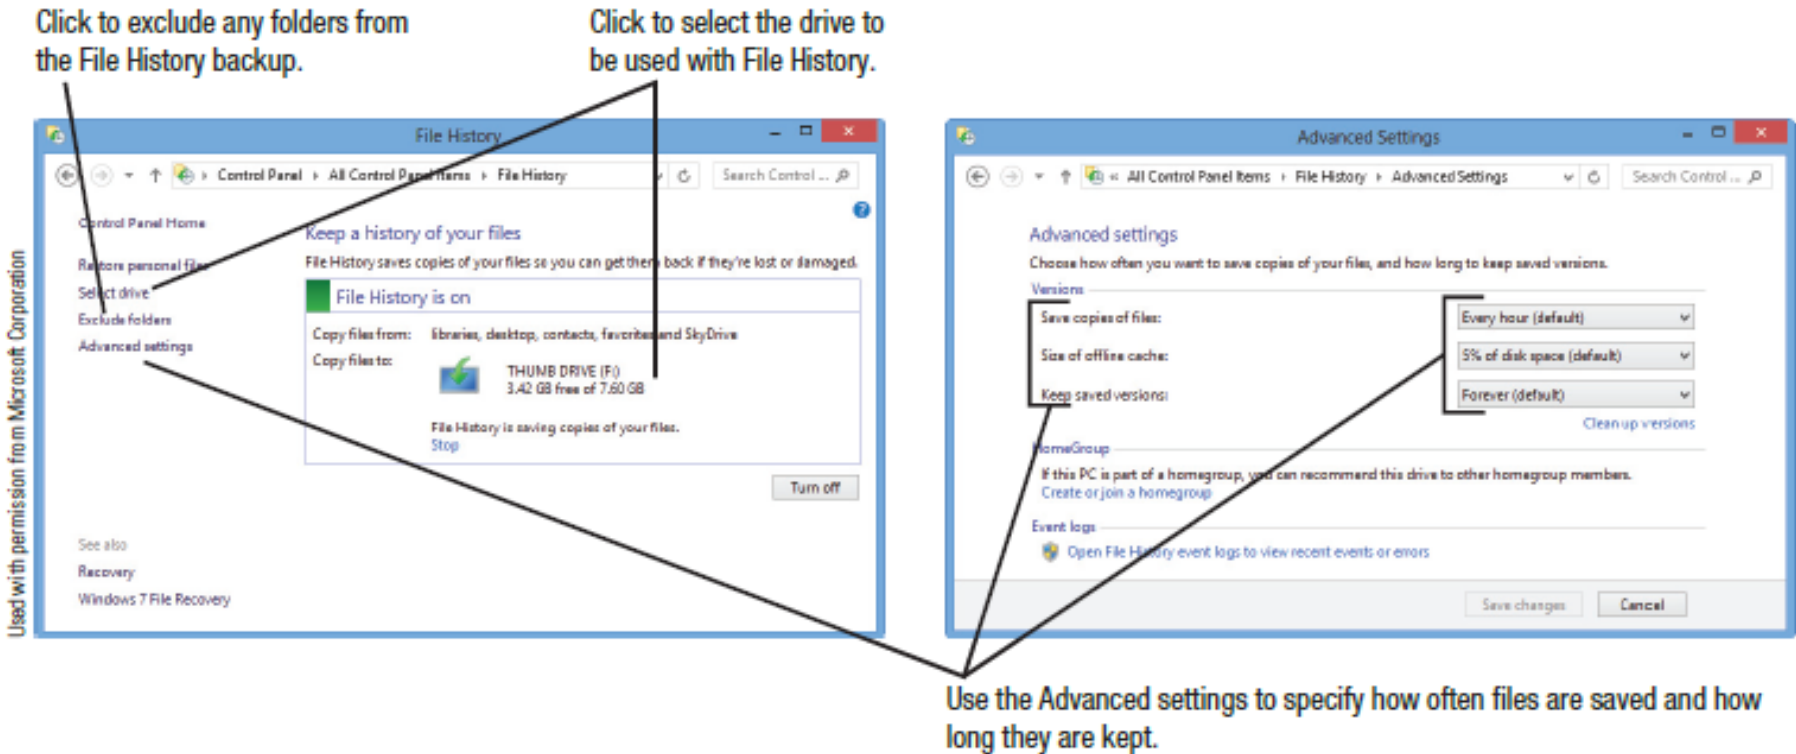 Click to exclude any folders from
the File History backup.
Click to select the drive to
be used with File History.
File History
Control Panel › All Control Panel Items › File History
Search Control ...
Control Panel Home
Restore personal files
Select drive
Exclude folders
Advanced settings
Keep a history of your files
File History saves copies of your files so you can get them back if they're lost or damaged.
File History is on
Copy files from: libraries, desktop, contacts, favorites and SkyDrive
Copy files to:
THUMB DRIVE (F:)
3.42 GB free of 7.60 GB
File History is saving copies of your files.
Stop
Turn off
See also
Recovery
Windows 7 File Recovery
Advanced Settings
« All Control Panel Items › File History › Advanced Settings
Search Control ...
Advanced settings
Choose how often you want to save copies of your files, and how long to keep saved versions.
Versions
Save copies of files: Every hour (default)
Size of offline cache: 5% of disk space (default)
Keep saved versions: Forever (default)
Clean up versions
HomeGroup
If this PC is part of a homegroup, you can recommend this drive to other homegroup members.
Create or join a homegroup
Event logs
Open File History event logs to view recent events or errors
Save changes
Cancel
Use the Advanced settings to specify how often files are saved and how
long they are kept.
Used with permission from Microsoft Corporation